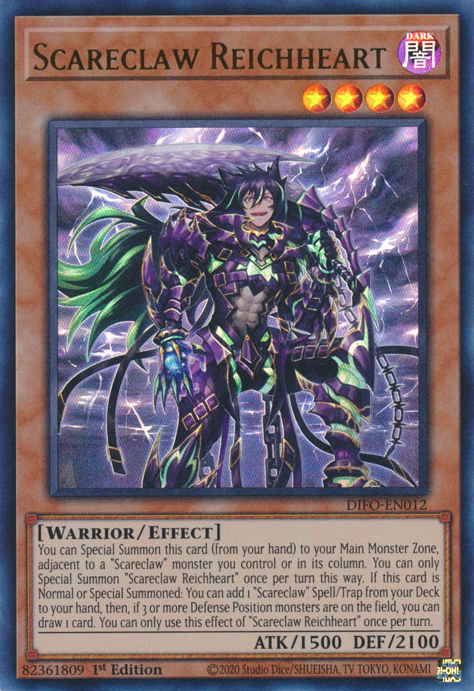 SCARECLAW REICHHEART
DARK
闇
DIFO-EN012
[WARRIOR/EFFECT]
You can Special Summon this card (from your hand) to your Main Monster Zone,
adjacent to a "Scareclaw" monster you control or in its column. You can only
Special Summon "Scareclaw Reichheart" once per turn this way. If this card is
Normal or Special Summoned: You can add 1 "Scareclaw" Spell/Trap from your Deck
to your hand, then, if 3 or more Defense Position monsters are on the field, you can
draw 1 card. You can only use this effect of "Scareclaw Reichheart" once per turn.
ATK/1500 DEF/2100
82361809 1st Edition ©2020 Studio Dice/SHUEISHA, TV TOKYO, KONAMI